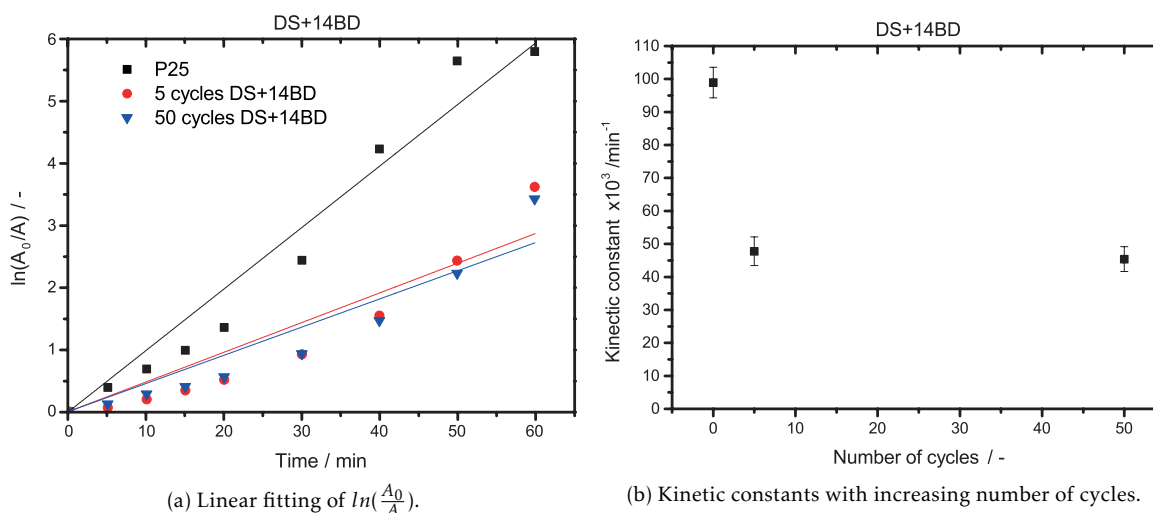 DS+14BD
6
5
4
3
2
1
0
ln(A₀/A) / -
P25
5 cycles DS+14BD
50 cycles DS+14BD
0 10 20 30 40 50 60
Time / min
(a) Linear fitting of ln(A₀/A).
DS+14BD
110
100
90
80
70
60
50
40
30
20
10
0
Kinectic constant x10³ /min⁻¹
0 10 20 30 40 50
Number of cycles / -
(b) Kinetic constants with increasing number of cycles.